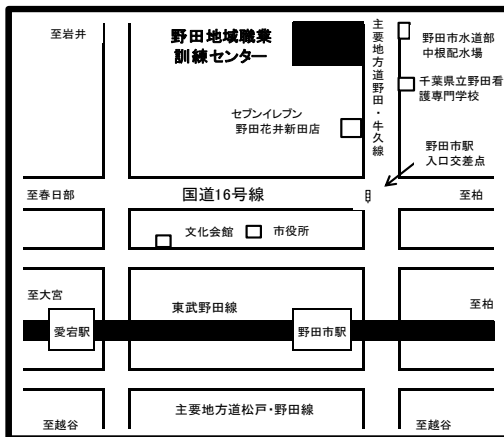 至岩井
野田地域職業
訓練センター
主要地方道野田・牛久線
野田市水道部
中根配水場
千葉県立野田看
護専門学校
セブンイレブン
野田花井新田店
野田市駅
入口交差点
至春日部
国道16号線
至柏
文化会館
市役所
至大宮
東武野田線
至柏
愛宕駅
野田市駅
主要地方道松戸・野田線
至越谷
至越谷